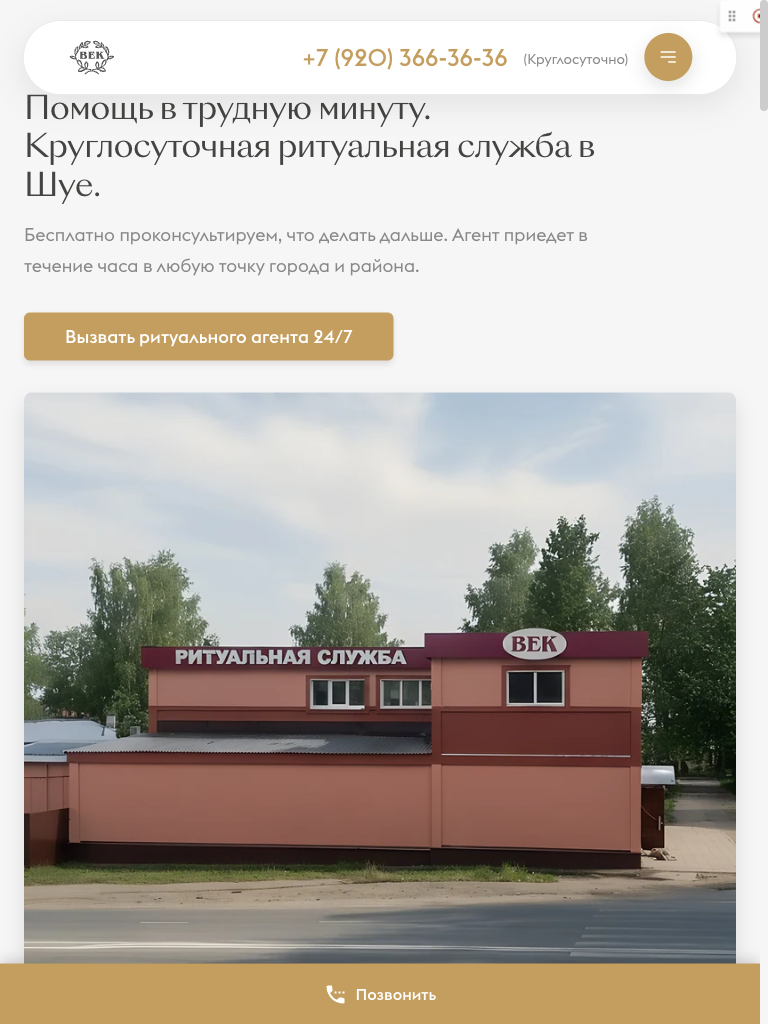 ВЕК
+7 (920) 366-36-36 (Круглосуточно)
Помощь в трудную минуту.
Круглосуточная ритуальная служба в
Шуе.
Бесплатно проконсультируем, что делать дальше. Агент приедет в
течение часа в любую точку города и района.
Вызвать ритуального агента 24/7
РИТУАЛЬНАЯ СЛУЖБА
ВЕК
Позвонить